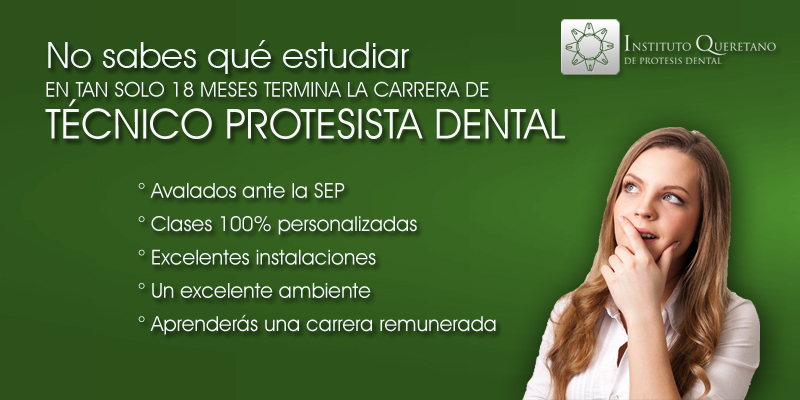 No sabes qué estudiar
EN TAN SOLO 18 MESES TERMINA LA CARRERA DE
TÉCNICO PROTESISTA DENTAL
INSTITUTO QUERETANO
DE PROTESIS DENTAL
° Avalados ante la SEP
° Clases 100% personalizadas
° Excelentes instalaciones
° Un excelente ambiente
° Aprenderás una carrera remunerada